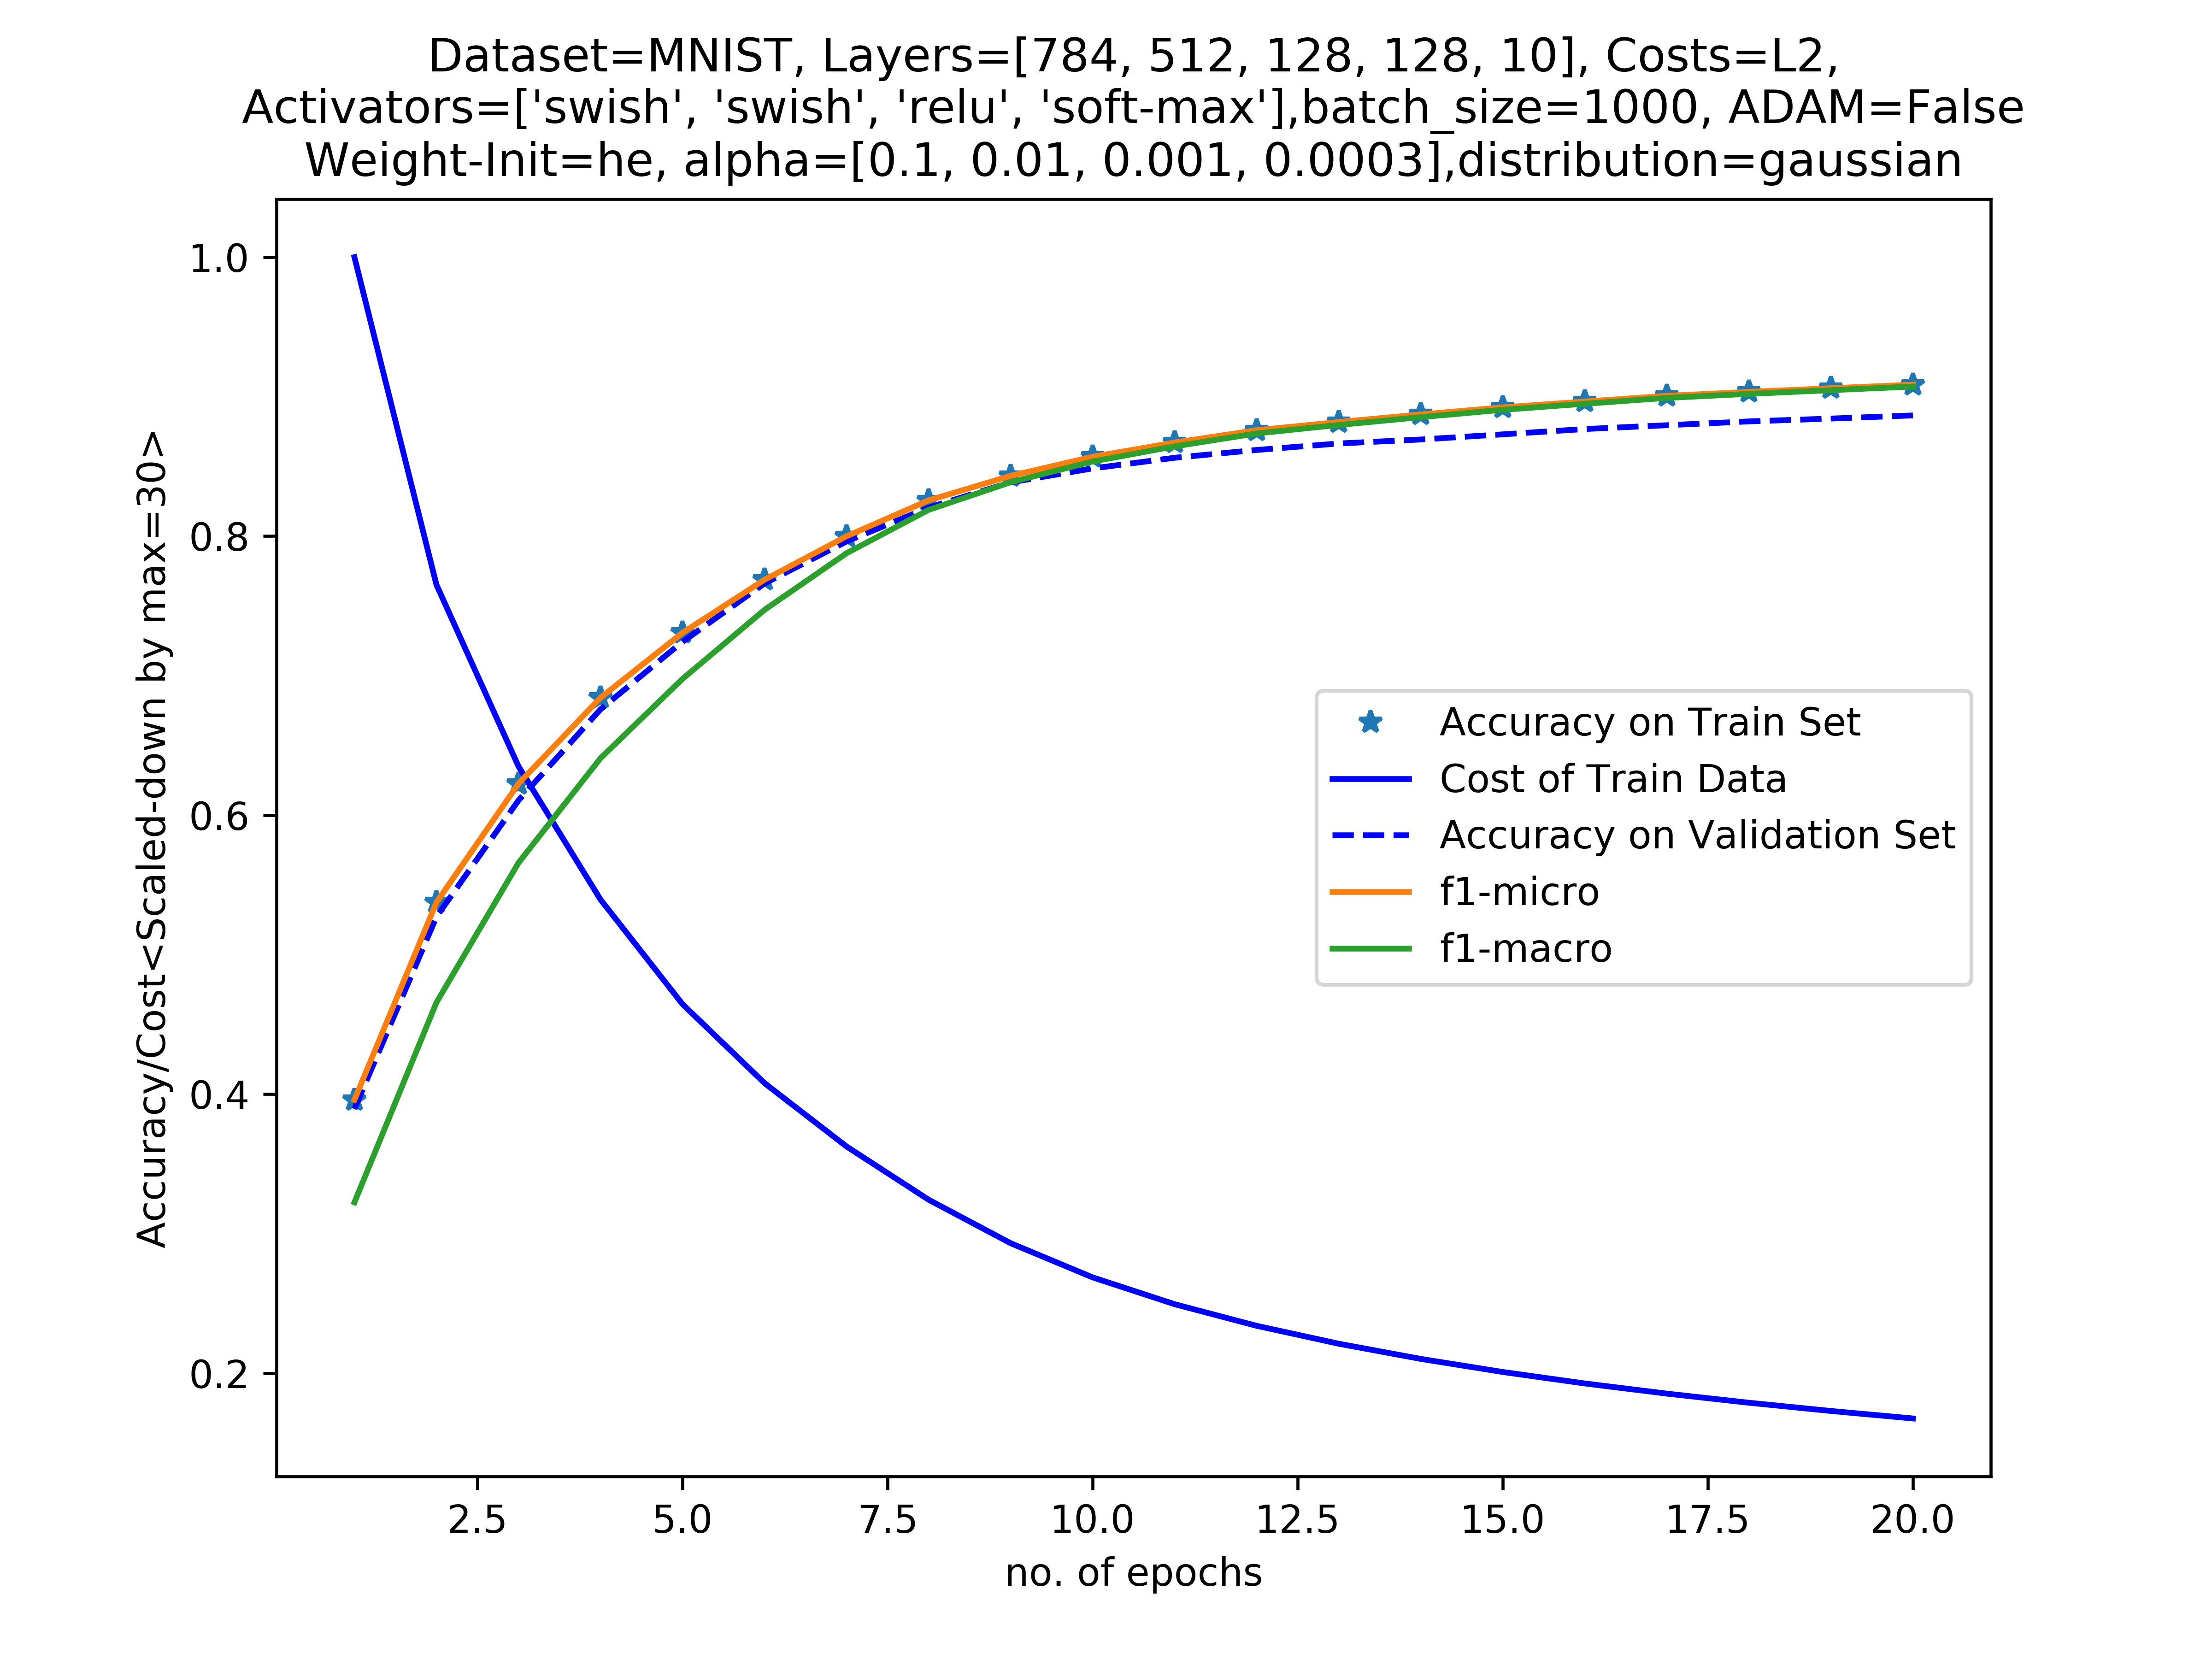 Dataset=MNIST, Layers=[784, 512, 128, 128, 10], Costs=L2,
Activators=['swish', 'swish', 'relu', 'soft-max'],batch_size=1000, ADAM=False
Weight-Init=he, alpha=[0.1, 0.01, 0.001, 0.0003],distribution=gaussian
Accuracy/Cost<Scaled-down by max=30>
1.0
0.8
0.6
0.4
0.2
Accuracy on Train Set
Cost of Train Data
Accuracy on Validation Set
f1-micro
f1-macro
2.5 5.0 7.5 10.0 12.5 15.0 17.5 20.0
no. of epochs